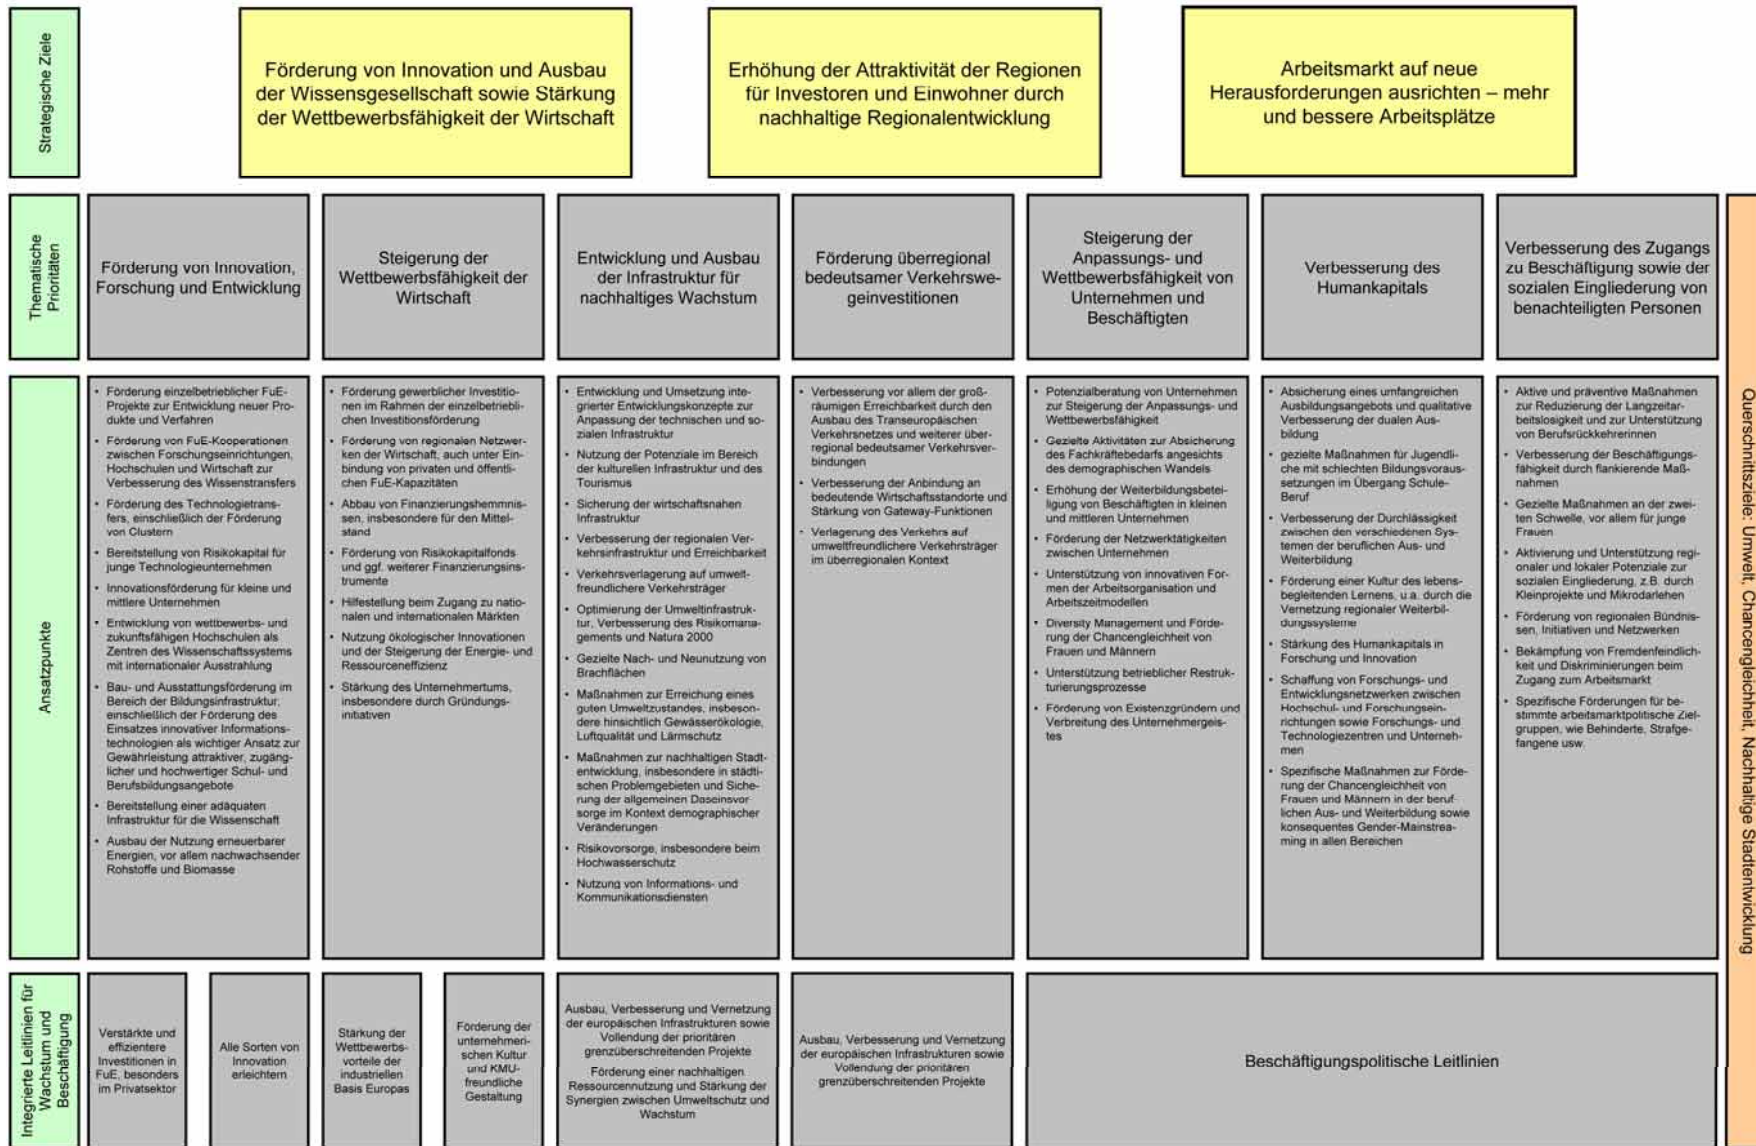 Strategische Ziele
Förderung von Innovation und Ausbau
der Wissensgesellschaft sowie Stärkung
der Wettbewerbsfähigkeit der Wirtschaft
Erhöhung der Attraktivität der Regionen
für Investoren und Einwohner durch
nachhaltige Regionalentwicklung
Arbeitsmarkt auf neue
Herausforderungen ausrichten – mehr
und bessere Arbeitsplätze
Thematische
Prioritäten
Förderung von Innovation,
Forschung und Entwicklung
Steigerung der
Wettbewerbsfähigkeit der
Wirtschaft
Entwicklung und Ausbau
der Infrastruktur für
nachhaltiges Wachstum
Förderung überregional
bedeutsamer Verkehrswe-
geinvestitionen
Steigerung der
Anpassungs- und
Wettbewerbsfähigkeit von
Unternehmen und
Beschäftigten
Verbesserung des
Humankapitals
Verbesserung des Zugangs
zu Beschäftigung sowie der
sozialen Eingliederung von
benachteiligten Personen
Ansatzpunkte
• Förderung einzelbetrieblicher FuE-
Projekte zur Entwicklung neuer Pro-
dukte und Verfahren
• Förderung von FuE-Kooperationen
zwischen Forschungseinrichtungen,
Hochschulen und Wirtschaft zur
Verbesserung des Wissenstransfers
• Förderung des Technologietrans-
fers, einschließlich der Förderung
von Clustern
• Bereitstellung von Risikokapital für
junge Technologieunternehmen
• Innovationsförderung für kleine und
mittlere Unternehmen
• Entwicklung von wettbewerbs- und
zukunftsfähigen Hochschulen als
Zentren des Wissenschaftssystems
mit internationaler Ausstrahlung
• Bau- und Ausstattungsförderung im
Bereich der Bildungsinfrastruktur,
einschließlich der Förderung des
Einsatzes innovativer Informations-
technologien als wichtiger Ansatz zur
Gewährleistung attraktiver, zugäng-
licher und hochwertiger Schul- und
Berufsbildungsangebote
• Bereitstellung einer adäquaten
Infrastruktur für die Wissenschaft
• Ausbau der Nutzung erneuerbarer
Energien, vor allem nachwachsender
Rohstoffe und Biomasse
• Förderung gewerblicher Investitio-
nen im Rahmen der einzelbetriebli-
chen Investitionsförderung
• Förderung von regionalen Netzwer-
ken der Wirtschaft, auch unter Ein-
bindung von privaten und öffentli-
chen FuE-Kapazitäten
• Abbau von Finanzierungshemmnis-
sen, insbesondere für den Mittel-
stand
• Förderung von Risikokapitalfonds
und ggf. weiterer Finanzierungsins-
trumente
• Hilfestellung beim Zugang zu natio-
nalen und internationalen Märkten
• Nutzung ökologischer Innovationen
und der Steigerung der Energie- und
Ressourceneffizienz
• Stärkung des Unternehmertums,
insbesondere durch Gründungs-
initiativen
• Entwicklung und Umsetzung inte-
grierter Entwicklungskonzepte zur
Anpassung der technischen und so-
zialen Infrastruktur
• Nutzung der Potenziale im Bereich
der kulturellen Infrastruktur und des
Tourismus
• Sicherung der wirtschaftsnahen
Infrastruktur
• Verbesserung der regionalen Ver-
kehrsinfrastruktur und Erreichbarkeit
• Verkehrsverlagerung auf umwelt-
freundlichere Verkehrsträger
• Optimierung der Umweltinfrastruk-
tur, Verbesserung des Risikomana-
gements und Natura 2000
• Gezielte Nach- und Neunutzung von
Brachflächen
• Maßnahmen zur Erreichung eines
guten Umweltzustandes, insbeson-
dere hinsichtlich Gewässerökologie,
Luftqualität und Lärmschutz
• Maßnahmen zur nachhaltigen Stadt-
entwicklung, insbesondere in städti-
schen Problemgebieten und Siche-
rung der allgemeinen Daseinsvor
sorge im Kontext demographischer
Veränderungen
• Risikovorsorge, insbesondere beim
Hochwasserschutz
• Nutzung von Informations- und
Kommunikationsdiensten
• Verbesserung vor allem der groß-
räumigen Erreichbarkeit durch den
Ausbau des Transeuropäischen
Verkehrsnetzes und weiterer über-
regional bedeutsamer Verkehrsver-
bindungen
• Verbesserung der Anbindung an
bedeutende Wirtschaftsstandorte und
Stärkung von Gateway-Funktionen
• Verlagerung des Verkehrs auf
umweltfreundlichere Verkehrsträger
im überregionalen Kontext
• Potenzialberatung von Unternehmen
zur Steigerung der Anpassungs- und
Wettbewerbsfähigkeit
• Gezielte Aktivitäten zur Absicherung
des Fachkräftebedarfs angesichts
des demographischen Wandels
• Erhöhung der Weiterbildungsbetei-
ligung von Beschäftigten in kleinen
und mittleren Unternehmen
• Förderung der Netzwerktätigkeiten
zwischen Unternehmen
• Unterstützung von innovativen For-
men der Arbeitsorganisation und
Arbeitszeitmodellen
• Diversity Management und Förde-
rung der Chancengleichheit von
Frauen und Männern
• Unterstützung betrieblicher Restruk-
turierungsprozesse
• Förderung von Existenzgründern und
Verbreitung des Unternehmergeis-
tes
• Absicherung eines umfangreichen
Ausbildungsangebots und qualitative
Verbesserung der dualen Aus-
bildung
• gezielte Maßnahmen für Jugendli-
che mit schlechten Bildungsvoraus-
setzungen im Übergang Schule-
Beruf
• Verbesserung der Durchlässigkeit
zwischen den verschiedenen Sys-
temen der beruflichen Aus- und
Weiterbildung
• Förderung einer Kultur des lebens-
begleitenden Lernens, u.a. durch die
Vernetzung regionaler Weiterbil-
dungssysteme
• Stärkung des Humankapitals in
Forschung und Innovation
• Schaffung von Forschungs- und
Entwicklungsnetzwerken zwischen
Hochschul- und Forschungsein-
richtungen sowie Forschungs- und
Technologiezentren und Unterneh-
men
• Spezifische Maßnahmen zur Förde-
rung der Chancengleichheit von
Frauen und Männern in der beruf
lichen Aus- und Weiterbildung sowie
konsequentes Gender-Mainstrea-
ming in allen Bereichen
• Aktive und präventive Maßnahmen
zur Reduzierung der Langzeitar-
beitslosigkeit und zur Unterstützung
von Berufsrückkehrerinnen
• Verbesserung der Beschäftigungs-
fähigkeit durch flankierende Maß-
nahmen
• Gezielte Maßnahmen an der zwei-
ten Schwelle, vor allem für junge
Frauen
• Aktivierung und Unterstützung regi-
onaler und lokaler Potenziale zur
sozialen Eingliederung, z.B. durch
Kleinprojekte und Mikrodarlehen
• Förderung von regionalen Bündnis-
sen, Initiativen und Netzwerken
• Bekämpfung von Fremdenfeindlich-
keit und Diskriminierungen beim
Zugang zum Arbeitsmarkt
• Spezifische Förderungen für be-
stimmte arbeitsmarktpolitische Ziel-
gruppen, wie Behinderte, Strafge-
fangene usw.
Querschnittsziele: Umwelt, Chancengleichheit, Nachhaltige Stadtentwicklung
Integrierte Leitlinien für
Wachstum und
Beschäftigung
Verstärkte und
effizientere
Investitionen in
FuE, besonders
im Privatsektor
Alle Sorten von
Innovation
erleichtern
Stärkung der
Wettbewerbs-
vorteile der
industriellen
Basis Europas
Förderung der
unternehmeri-
schen Kultur
und KMU-
freundliche
Gestaltung
Ausbau, Verbesserung und Vernetzung
der europäischen Infrastrukturen sowie
Vollendung der prioritären
grenzüberschreitenden Projekte
Förderung einer nachhaltigen
Ressourcennutzung und Stärkung der
Synergien zwischen Umweltschutz und
Wachstum
Ausbau, Verbesserung und Vernetzung
der europäischen Infrastrukturen sowie
Vollendung der prioritären
grenzüberschreitenden Projekte
Beschäftigungspolitische Leitlinien